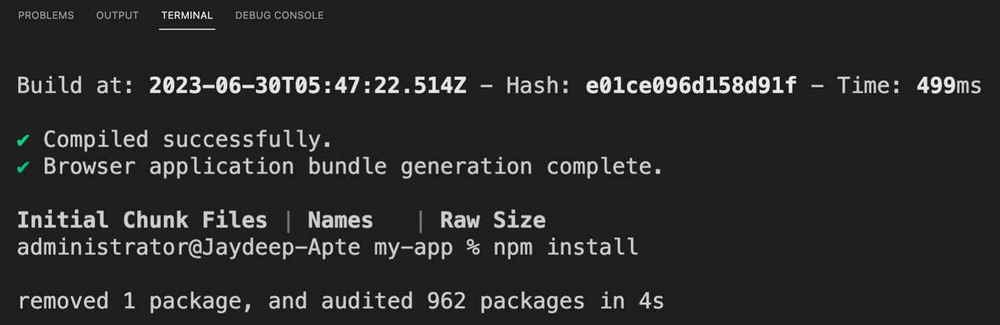 PROBLEMS OUTPUT TERMINAL DEBUG CONSOLE
Build at: 2023-06-30T05:47:22.514Z - Hash: e01ce096d158d91f - Time: 499ms
✔ Compiled successfully.
✔ Browser application bundle generation complete.
Initial Chunk Files | Names | Raw Size
administrator@Jaydeep-Apte my-app % npm install
removed 1 package, and audited 962 packages in 4s